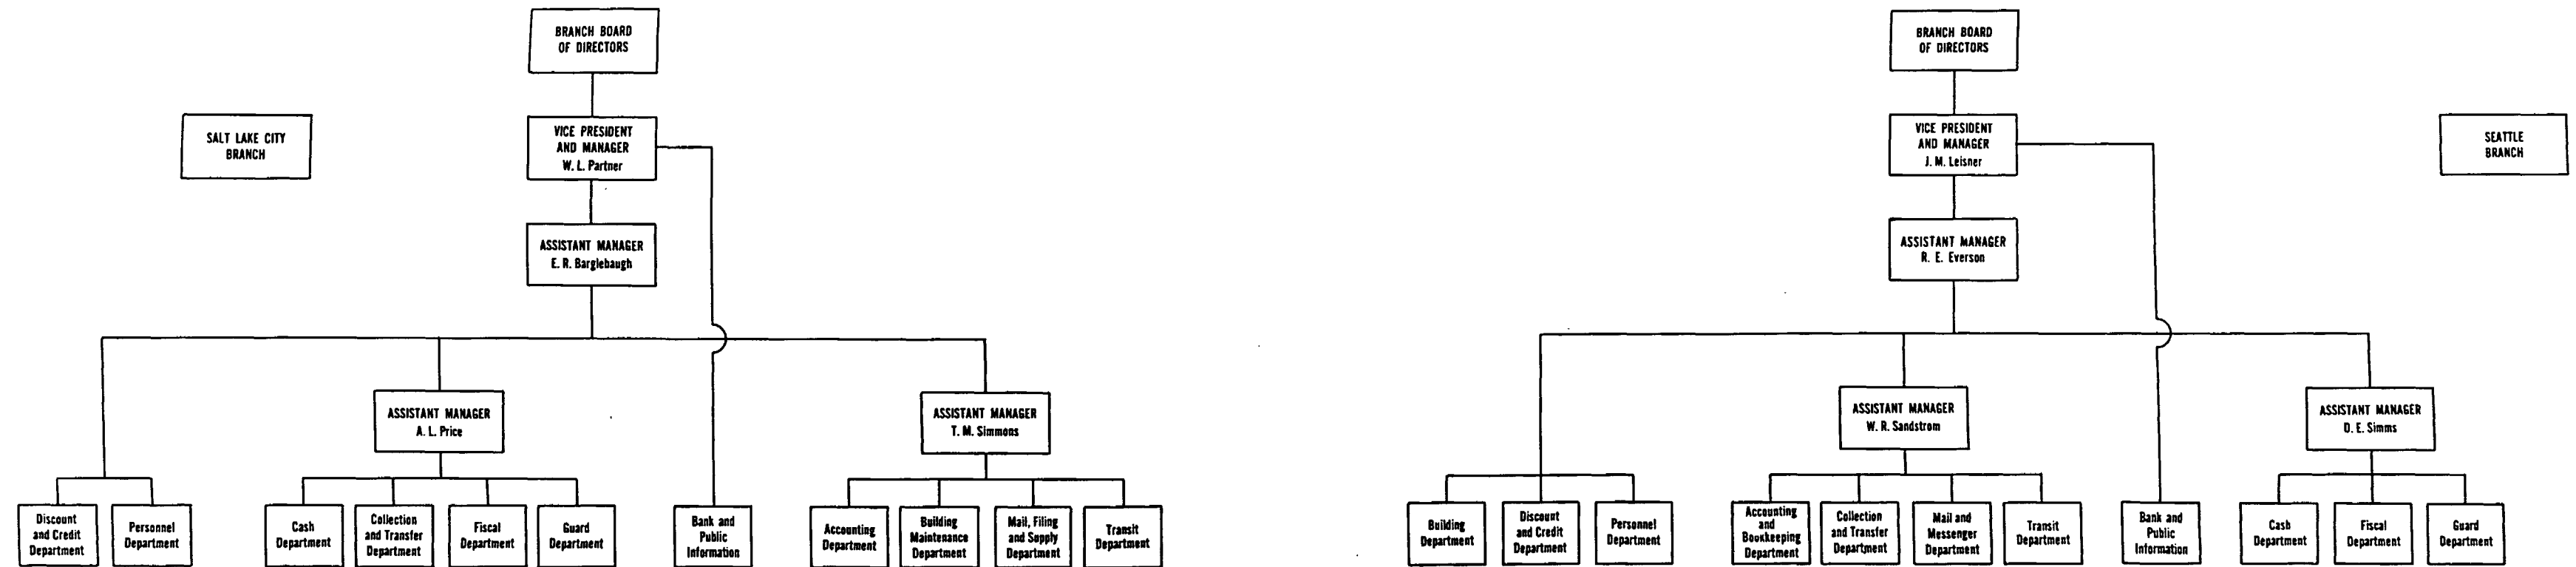 BRANCH BOARD
OF DIRECTORS
SALT LAKE CITY
BRANCH
VICE PRESIDENT
AND MANAGER
W. L. Partner
ASSISTANT MANAGER
E. R. Barglebaugh
ASSISTANT MANAGER
A. L. Price
ASSISTANT MANAGER
T. M. Simmons
Discount
and Credit
Department
Personnel
Department
Cash
Department
Collection
and Transfer
Department
Fiscal
Department
Guard
Department
Bank and
Public
Information
Accounting
Department
Building
Maintenance
Department
Mail, Filing
and Supply
Department
Transit
Department
BRANCH BOARD
OF DIRECTORS
VICE PRESIDENT
AND MANAGER
J. M. Leisner
SEATTLE
BRANCH
ASSISTANT MANAGER
R. E. Everson
ASSISTANT MANAGER
W. R. Sandstrom
ASSISTANT MANAGER
D. E. Simms
Building
Department
Discount
and Credit
Department
Personnel
Department
Accounting
and
Bookkeeping
Department
Collection
and Transfer
Department
Mail and
Messenger
Department
Transit
Department
Bank and
Public
Information
Cash
Department
Fiscal
Department
Guard
Department